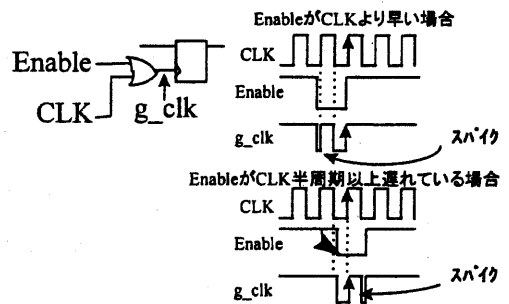 EnableがCLKより早い場合
CLK
Enable
g_clk
スパイク
Enable
CLK
g_clk
EnableがCLK半周期以上遅れている場合
CLK
Enable
g_clk
スパイク